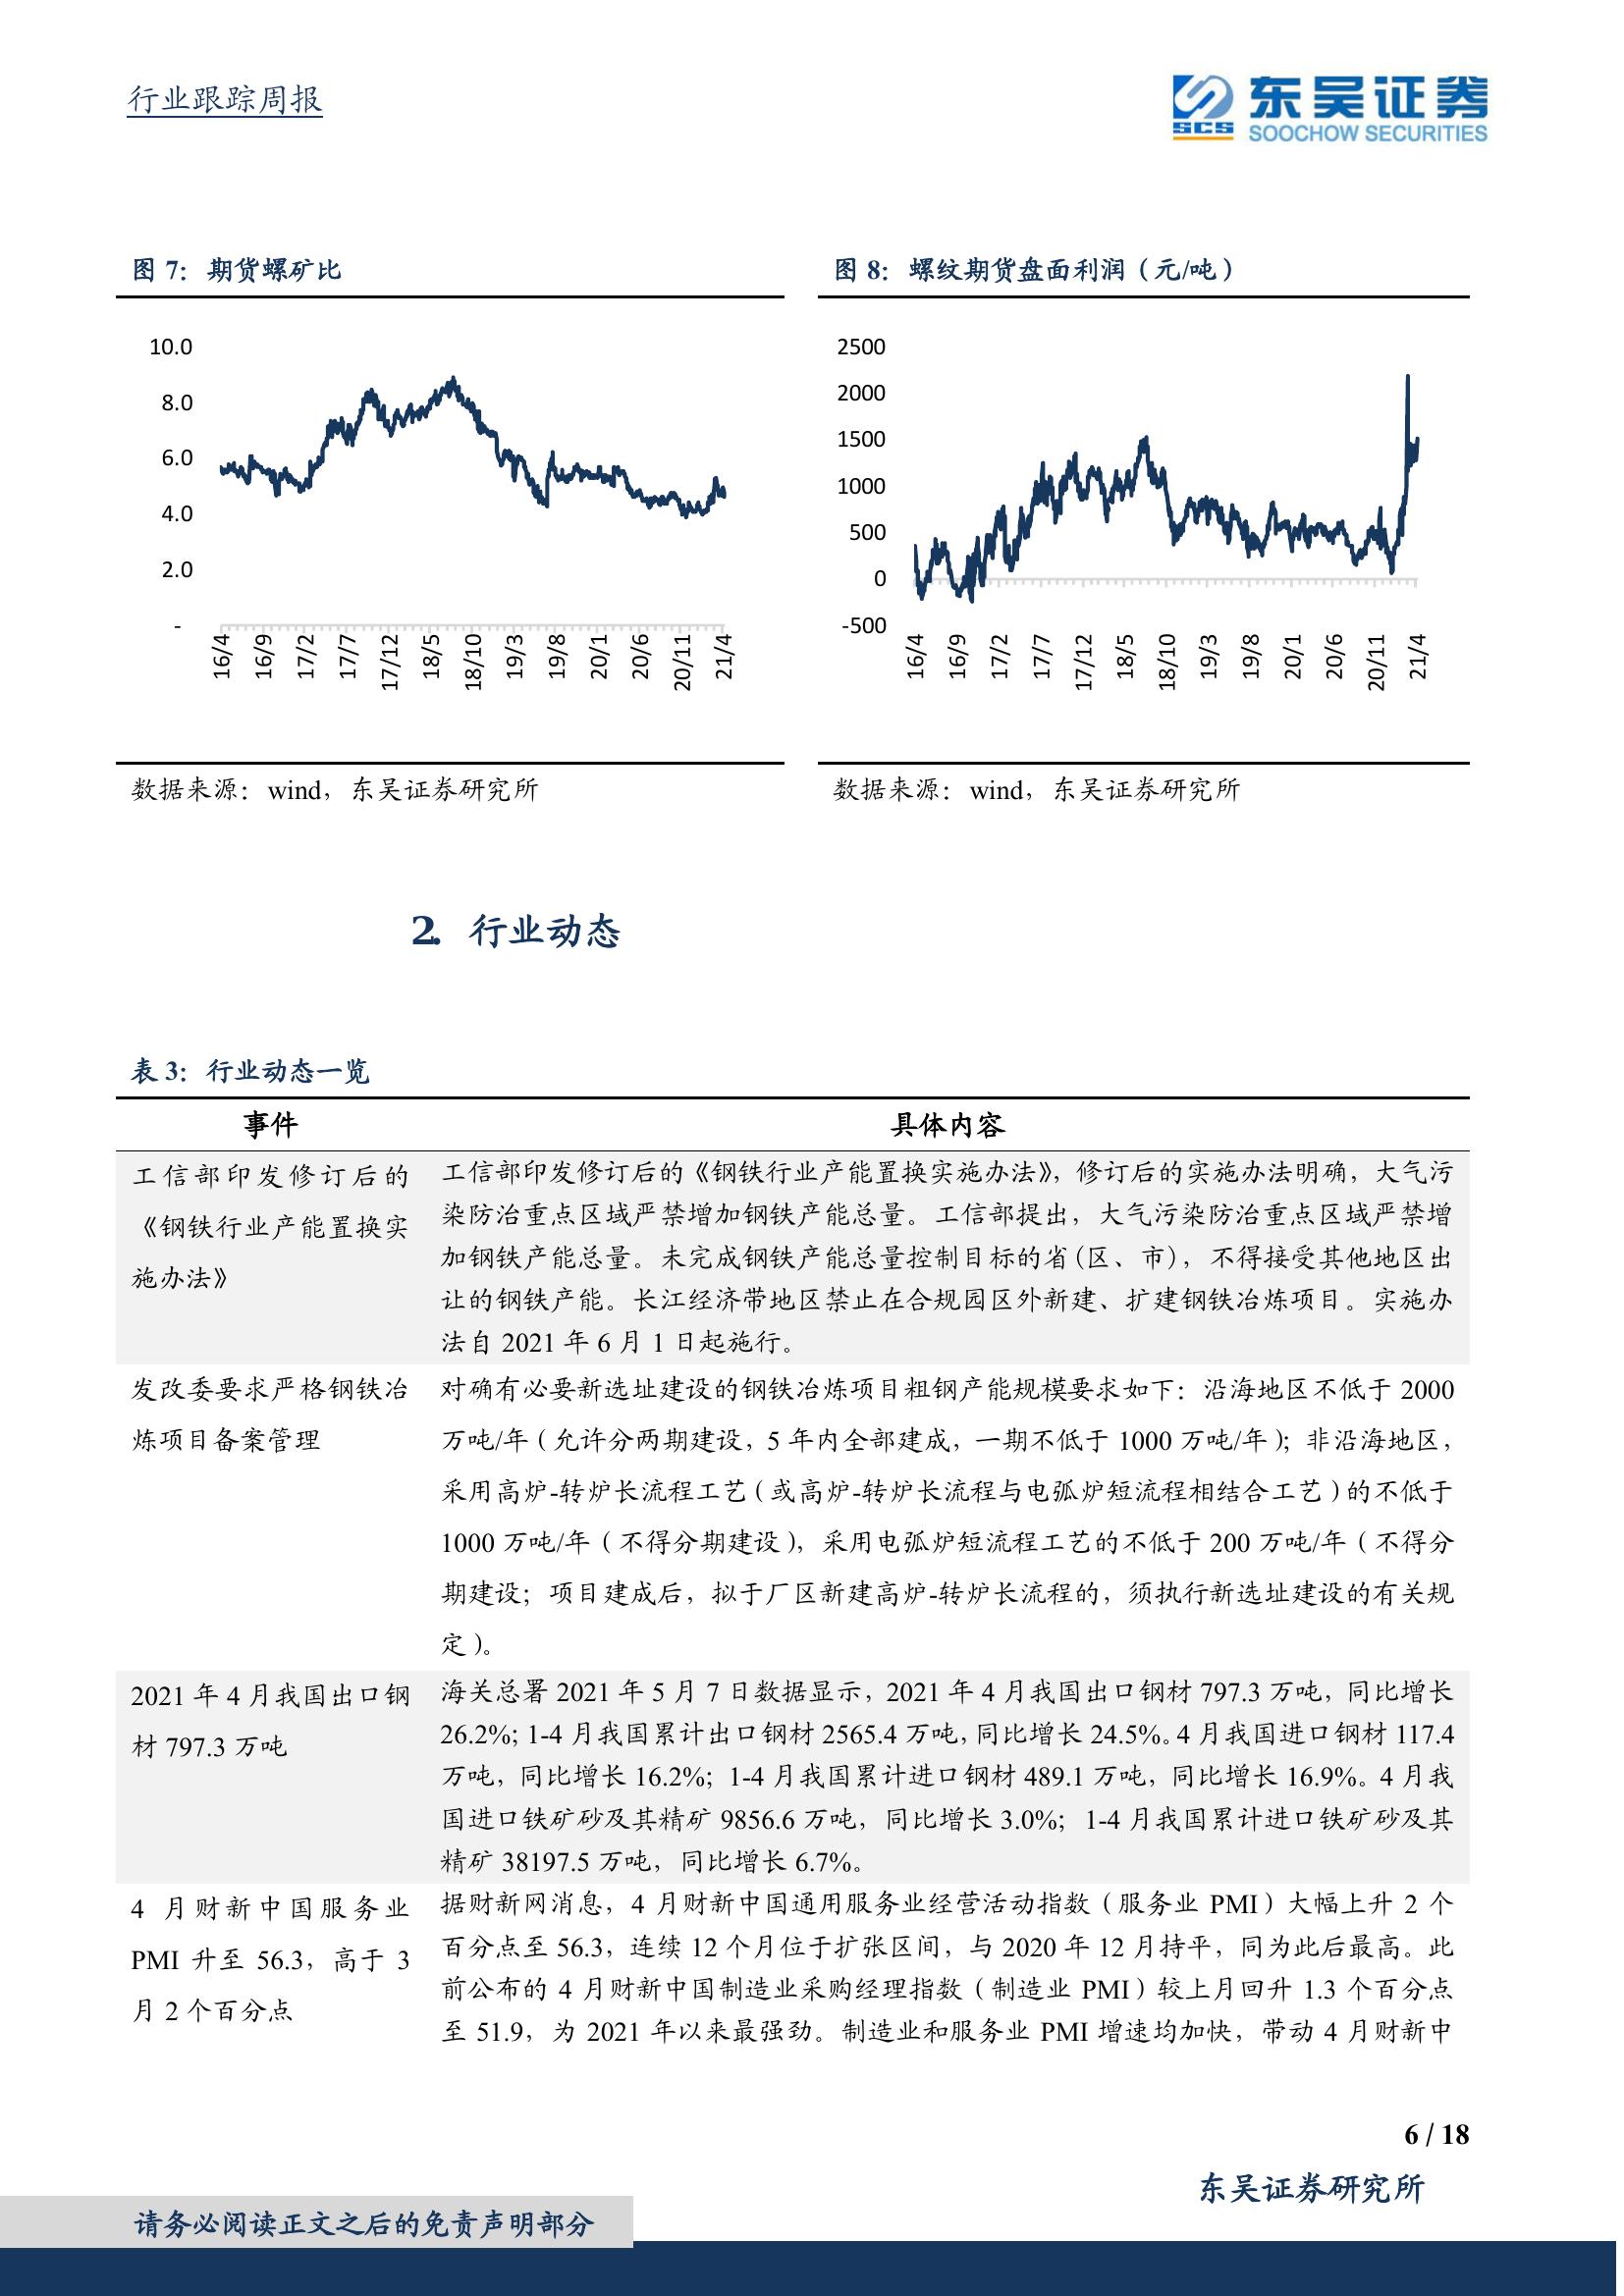 行业跟踪周报
SCS 东吴证券
SOOCHOW SECURITIES
图 7：期货螺矿比
10.0
8.0
6.0
4.0
2.0
-
16/4
16/9
17/2
17/7
17/12
18/5
18/10
19/3
19/8
20/1
20/6
20/11
21/4
数据来源：wind，东吴证券研究所
图 8：螺纹期货盘面利润（元/吨）
2500
2000
1500
1000
500
0
-500
16/4
16/9
17/2
17/7
17/12
18/5
18/10
19/3
19/8
20/1
20/6
20/11
21/4
数据来源：wind，东吴证券研究所
2. 行业动态
表 3：行业动态一览
事件 具体内容
工信部印发修订后的
《钢铁行业产能置换实
施办法》
工信部印发修订后的《钢铁行业产能置换实施办法》，修订后的实施办法明确，大气污
染防治重点区域严禁增加钢铁产能总量。工信部提出，大气污染防治重点区域严禁增
加钢铁产能总量。未完成钢铁产能总量控制目标的省(区、市)，不得接受其他地区出
让的钢铁产能。长江经济带地区禁止在合规园区外新建、扩建钢铁冶炼项目。实施办
法自 2021 年 6 月 1 日起施行。
发改委要求严格钢铁冶
炼项目备案管理
对确有必要新选址建设的钢铁冶炼项目粗钢产能规模要求如下：沿海地区不低于 2000
万吨/年（允许分两期建设，5 年内全部建成，一期不低于 1000 万吨/年）；非沿海地区，
采用高炉-转炉长流程工艺（或高炉-转炉长流程与电弧炉短流程相结合工艺）的不低于
1000 万吨/年（不得分期建设），采用电弧炉短流程工艺的不低于 200 万吨/年（不得分
期建设；项目建成后，拟于厂区新建高炉-转炉长流程的，须执行新选址建设的有关规
定）。
2021 年 4 月我国出口钢
材 797.3 万吨
海关总署 2021 年 5 月 7 日数据显示，2021 年 4 月我国出口钢材 797.3 万吨，同比增长
26.2%；1-4 月我国累计出口钢材 2565.4 万吨，同比增长 24.5%。4 月我国进口钢材 117.4
万吨，同比增长 16.2%；1-4 月我国累计进口钢材 489.1 万吨，同比增长 16.9%。4 月我
国进口铁矿砂及其精矿 9856.6 万吨，同比增长 3.0%；1-4 月我国累计进口铁矿砂及其
精矿 38197.5 万吨，同比增长 6.7%。
4 月财新中国服务业
PMI 升至 56.3，高于 3
月 2 个百分点
据财新网消息，4 月财新中国通用服务业经营活动指数（服务业 PMI）大幅上升 2 个
百分点至 56.3，连续 12 个月位于扩张区间，与 2020 年 12 月持平，同为此后最高。此
前公布的 4 月财新中国制造业采购经理指数（制造业 PMI）较上月回升 1.3 个百分点
至 51.9，为 2021 年以来最强劲。制造业和服务业 PMI 增速均加快，带动 4 月财新中
6 / 18
东吴证券研究所
请务必阅读正文之后的免责声明部分